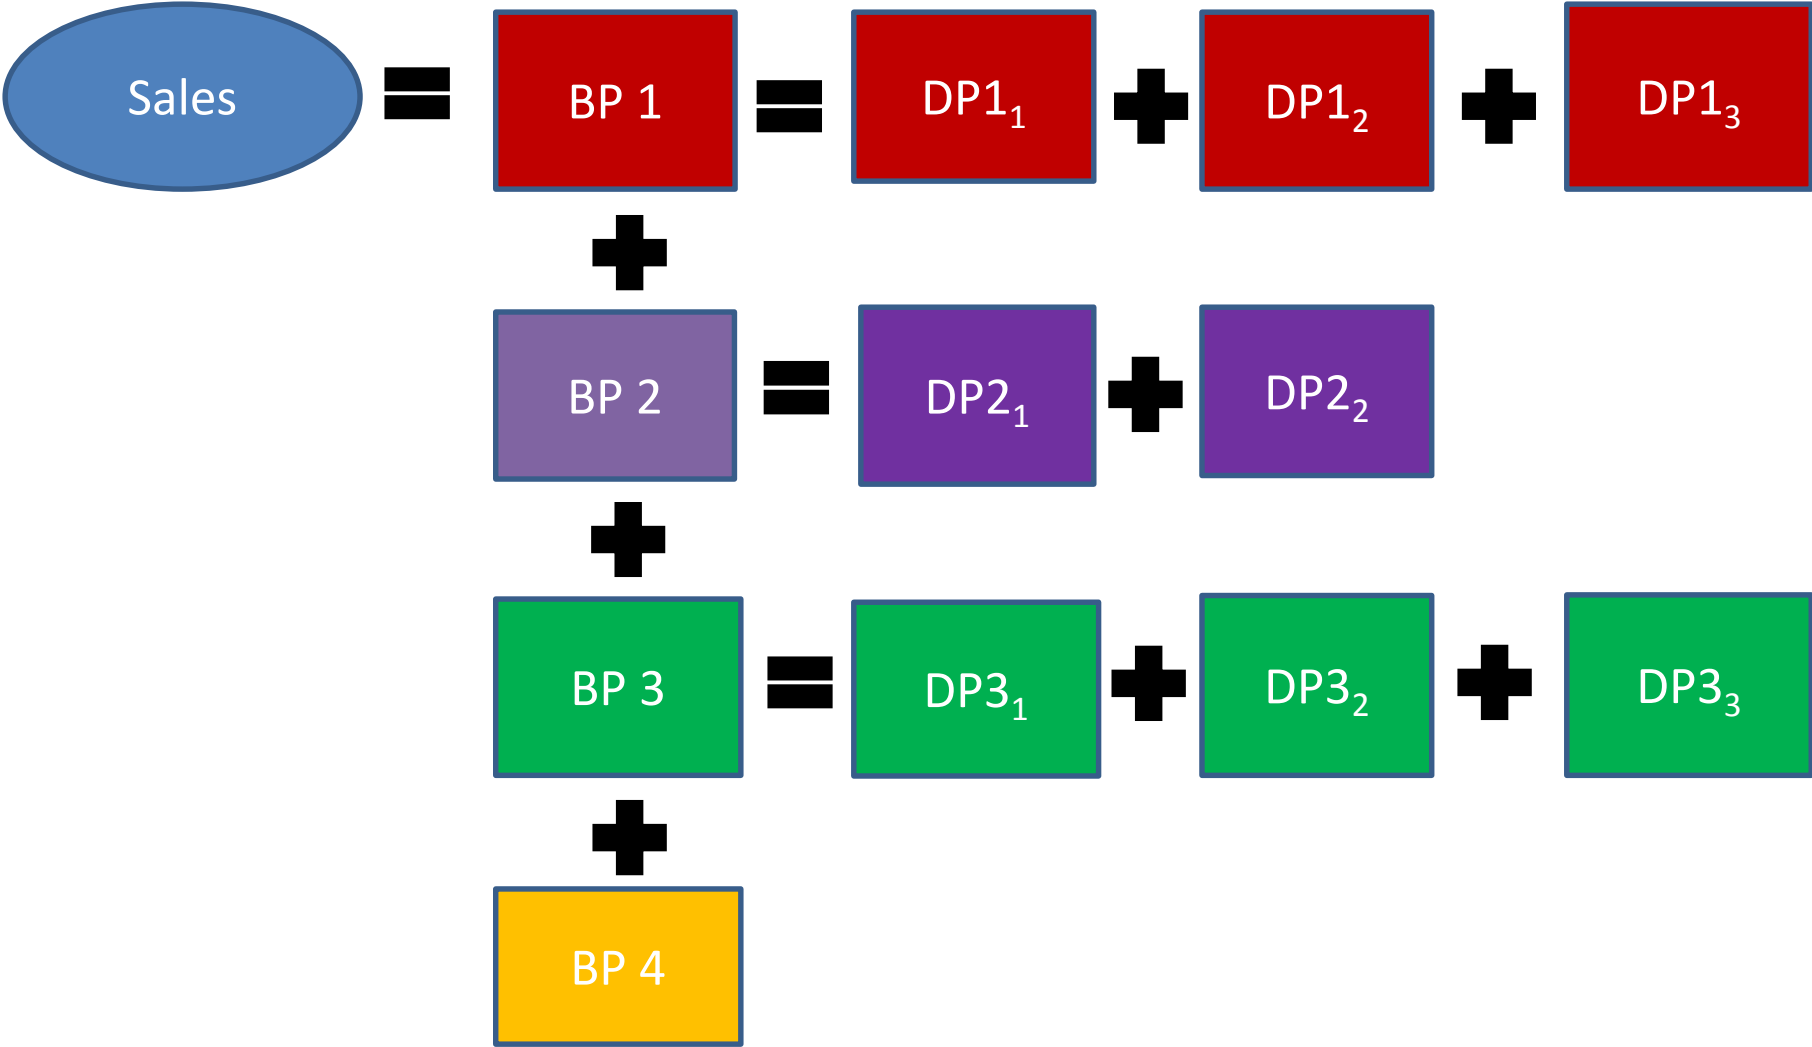 Sales = BP 1 = DP1₁ + DP1₂ + DP1₃
+
BP 2 = DP2₁ + DP2₂
+
BP 3 = DP3₁ + DP3₂ + DP3₃
+
BP 4